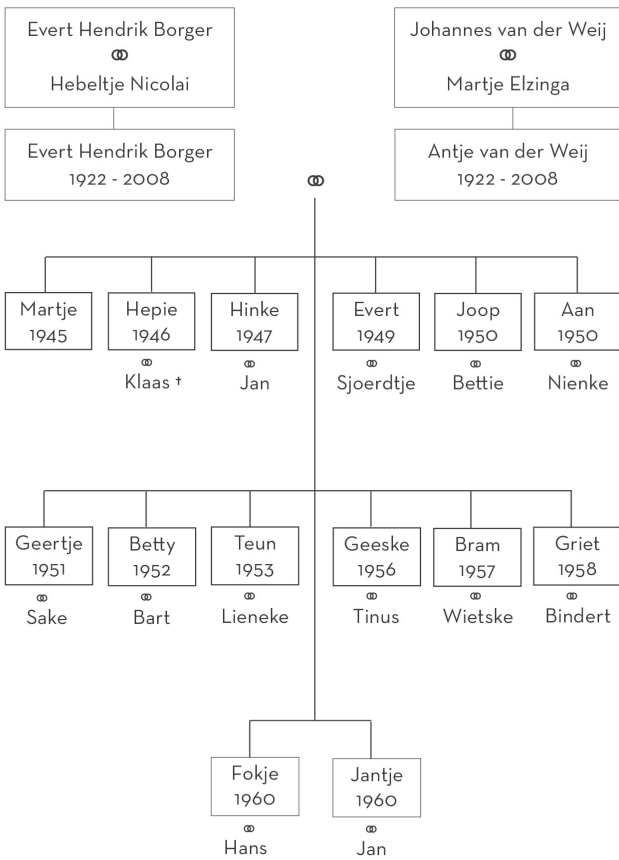 Evert Hendrik Borger
Hebeltje Nicolai
Johannes van der Weij
Martje Elzinga
Evert Hendrik Borger
1922 - 2008
Antje van der Weij
1922 - 2008
Martje
1945
Hepie
1946
Klaas †
Hinke
1947
Jan
Evert
1949
Sjoerdtje
Joop
1950
Bettie
Aan
1950
Nienke
Geertje
1951
Sake
Betty
1952
Bart
Teun
1953
Lieneke
Geeske
1956
Tinus
Bram
1957
Wietske
Griet
1958
Bindert
Fokje
1960
Hans
Jantje
1960
Jan